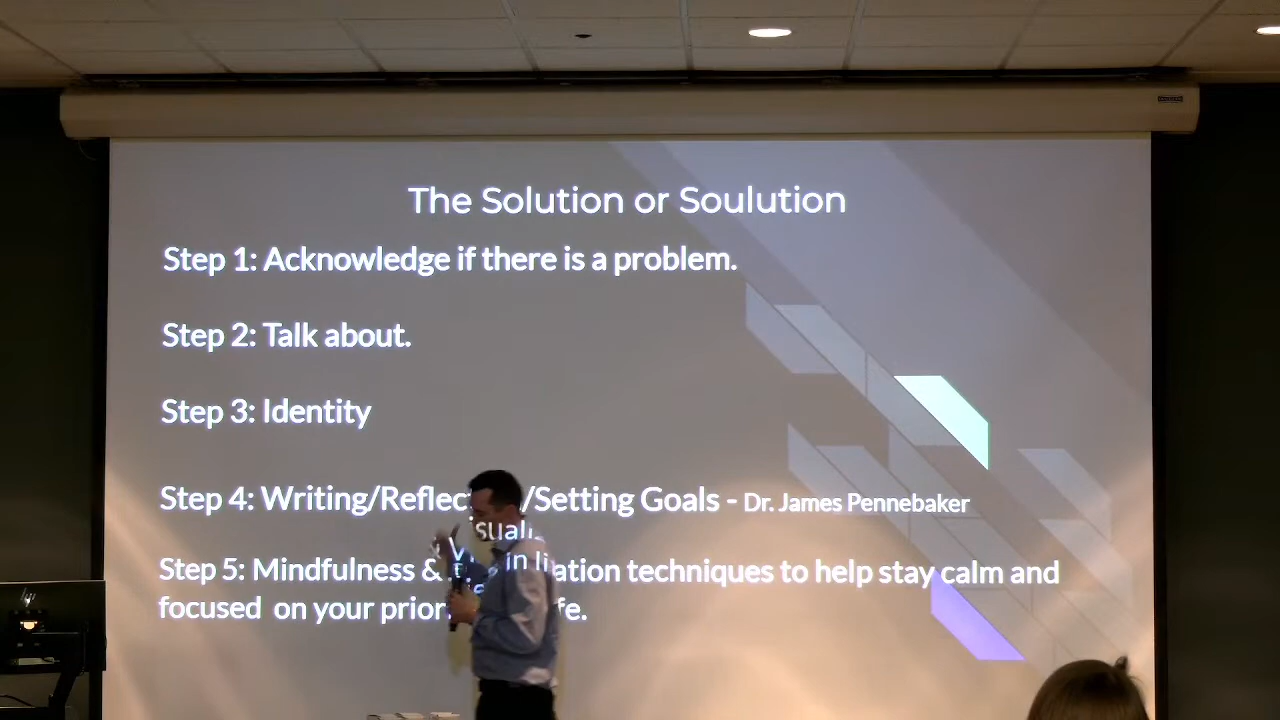 The Solution or Soulution
Step 1: Acknowledge if there is a problem.
Step 2: Talk about.
Step 3: Identity
Step 4: Writing/Reflec /Setting Goals - Dr. James Pennebaker
Step 5: Mindfulness & ation techniques to help stay calm and
focused on your prior fe.